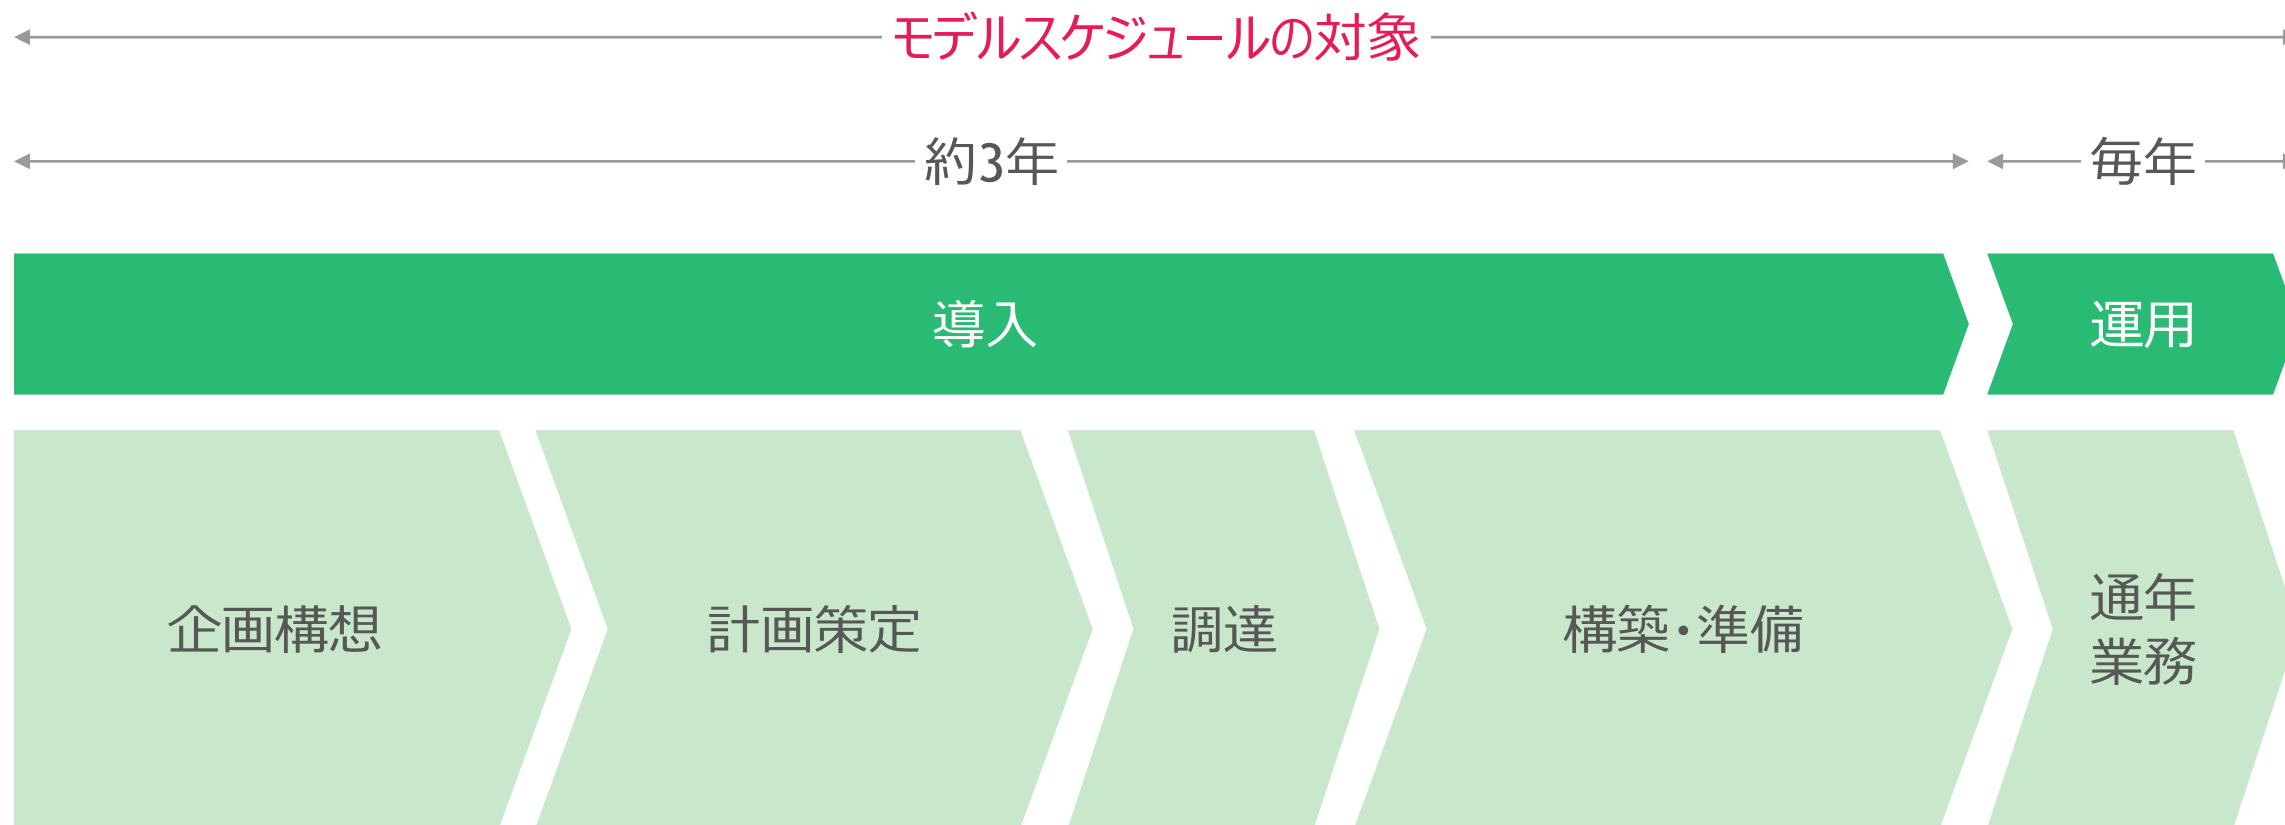 モデルスケジュールの対象
約3年
毎年
導入
運用
企画構想
計画策定
調達
構築・準備
通年
業務